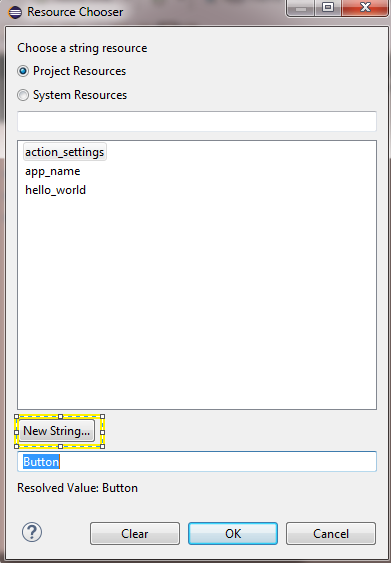 Resource Chooser
Choose a string resource
Project Resources
System Resources
action_settings
app_name
hello_world
New String...
Button
Resolved Value: Button
?
Clear
OK
Cancel